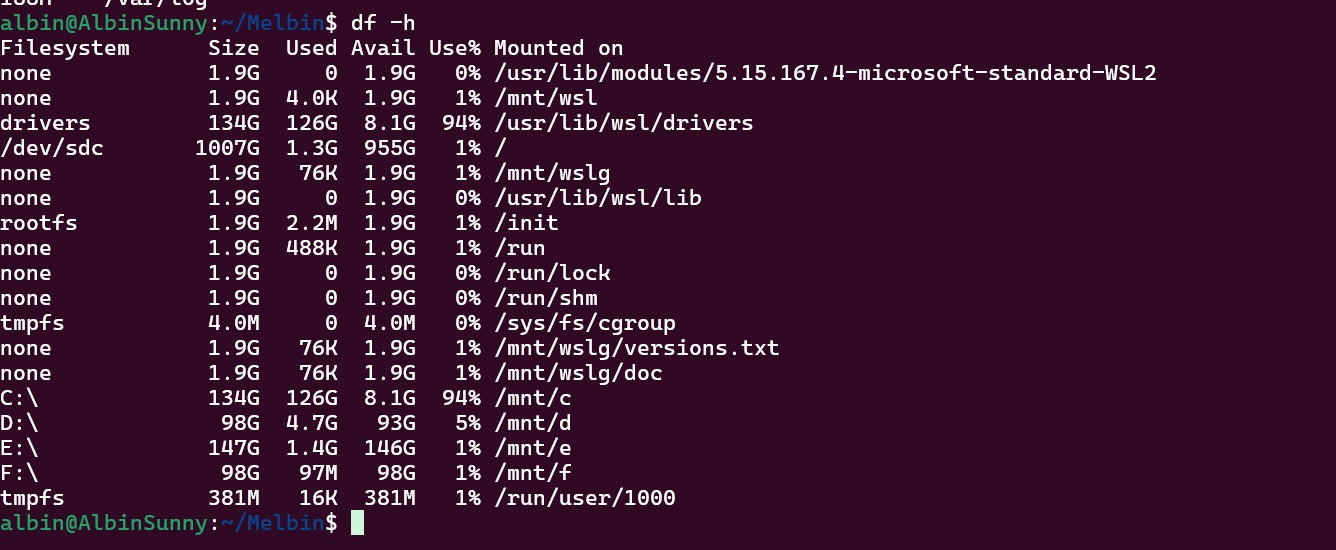 /var/log
albin@AlbinSunny:~/Melbin$ df -h
Filesystem      Size  Used Avail Use% Mounted on
none            1.9G     0  1.9G   0% /usr/lib/modules/5.15.167.4-microsoft-standard-WSL2
none            1.9G  4.0K  1.9G   1% /mnt/wsl
drivers         134G  126G  8.1G  94% /usr/lib/wsl/drivers
/dev/sdc       1007G  1.3G  955G   1% /
none            1.9G   76K  1.9G   1% /mnt/wslg
none            1.9G     0  1.9G   0% /usr/lib/wsl/lib
rootfs          1.9G  2.2M  1.9G   1% /init
none            1.9G  488K  1.9G   1% /run
none            1.9G     0  1.9G   0% /run/lock
none            1.9G     0  1.9G   0% /run/shm
tmpfs           4.0M     0  4.0M   0% /sys/fs/cgroup
none            1.9G   76K  1.9G   1% /mnt/wslg/versions.txt
none            1.9G   76K  1.9G   1% /mnt/wslg/doc
C:\             134G  126G  8.1G  94% /mnt/c
D:\              98G  4.7G   93G   5% /mnt/d
E:\             147G  1.4G  146G   1% /mnt/e
F:\              98G   97M   98G   1% /mnt/f
tmpfs           381M   16K  381M   1% /run/user/1000
albin@AlbinSunny:~/Melbin$